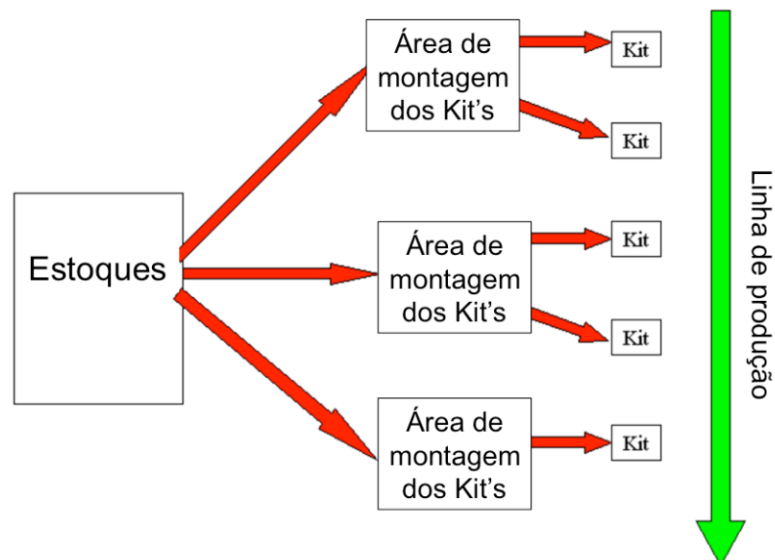 Estoques
Área de
montagem
dos Kit's
Kit
Kit
Área de
montagem
dos Kit's
Kit
Kit
Área de
montagem
dos Kit's
Kit
Linha de produção